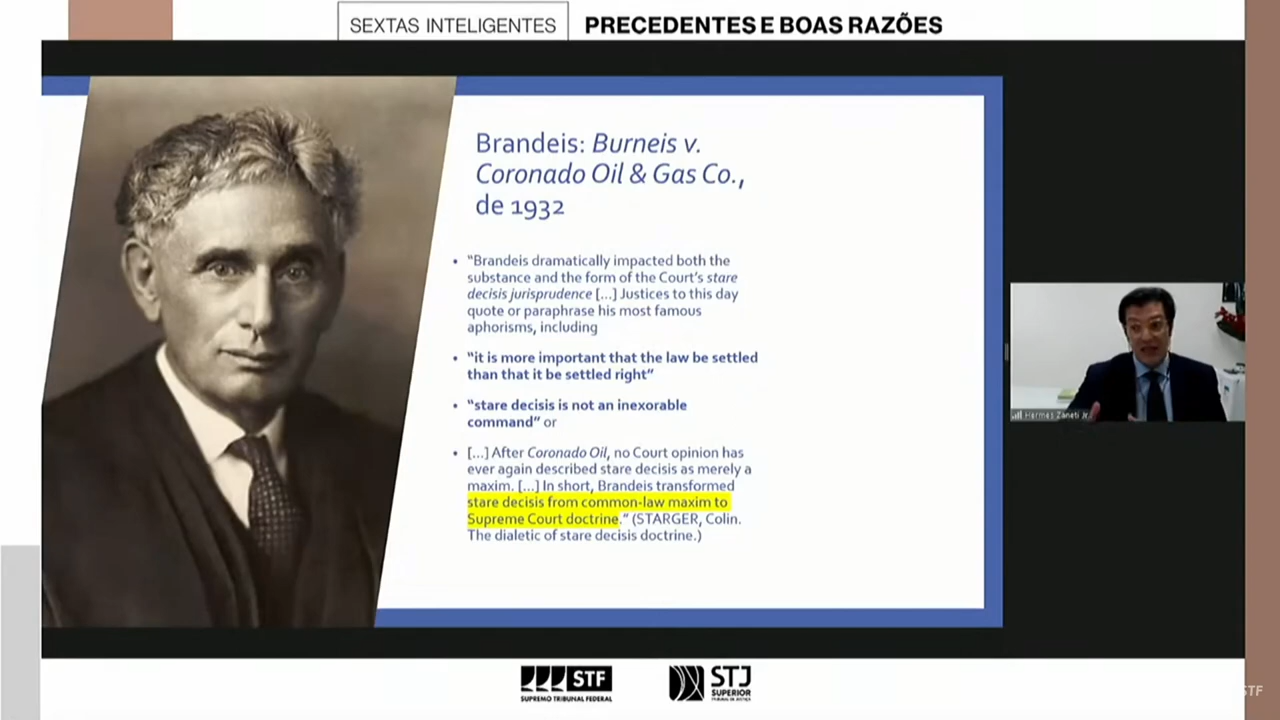 SEXTAS INTELIGENTES PRECEDENTES E BOAS RAZÕES
Brandeis: Burneis v.
Coronado Oil & Gas Co.,
de 1932
• “Brandeis dramatically impacted both the
substance and the form of the Court’s stare
decisis jurisprudence [...] Justices to this day
quote or paraphrase his most famous
aphorisms, including
• “it is more important that the law be settled
than that it be settled right”
• “stare decisis is not an inexorable
command” or
• [...] After Coronado Oil, no Court opinion has
ever again described stare decisis as merely a
maxim. [...] In short, Brandeis transformed
stare decisis from common-law maxim to
Supreme Court doctrine.” (STARGER, Colin.
The dialetic of stare decisis doctrine.)
Hermes Zaneti Jr.
STF
SUPREMO TRIBUNAL FEDERAL
STJ
SUPERIOR
TRIBUNAL DE JUSTIÇA
STF